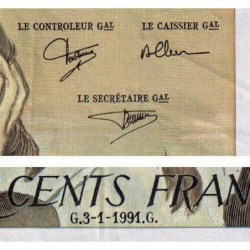 LE CONTROLEUR GAL LE CAISSIER GAL
LE SECRÉTAIRE GAL
CENTS FRAN
G.3-1-1991.G.